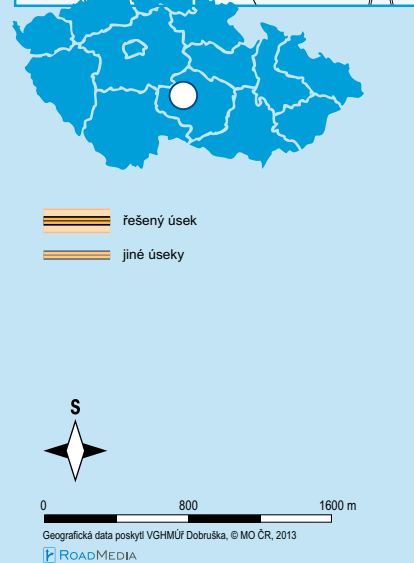 řešený úsek
jiné úseky
S
0 800 1600 m
Geografická data poskytl VGHMÚř Dobruška, © MO ČR, 2013
ROADMEDIA